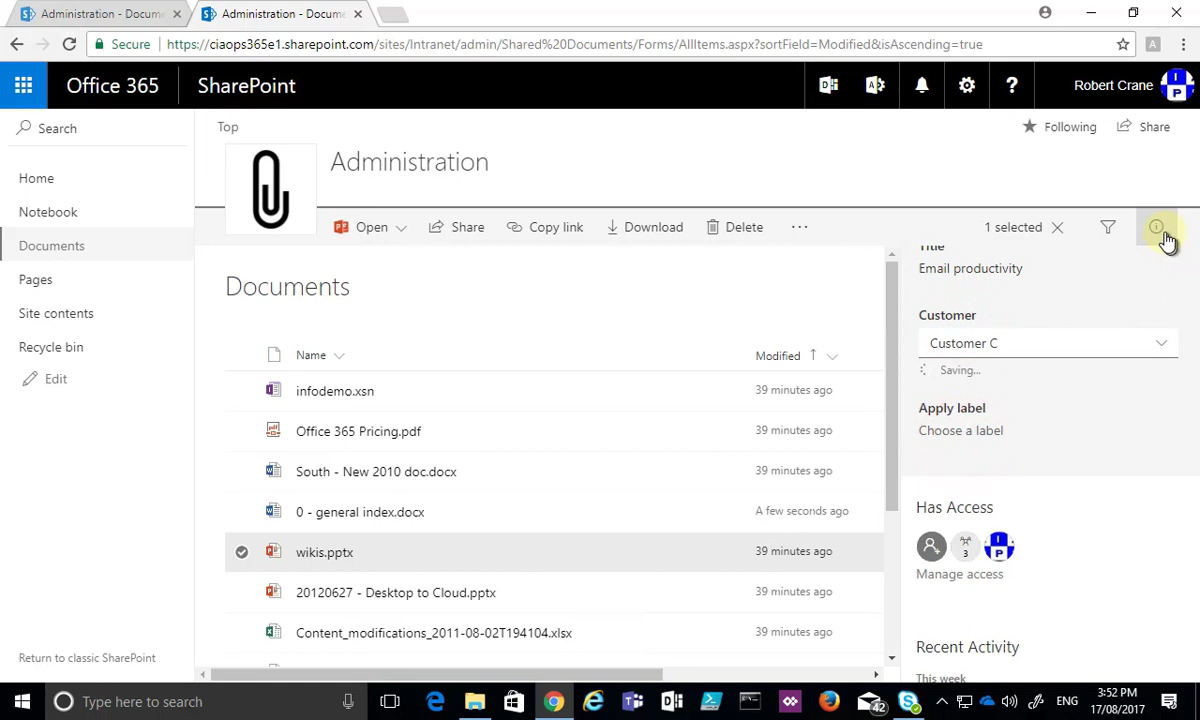 Administration - Docume
Administration - Docume
Secure
https://ciaops365e1.sharepoint.com/sites/Intranet/admin/Shared%20Documents/Forms/AllItems.aspx?sortField=Modified&isAscending=true
A
Office 365
SharePoint
?
Robert Crane
I
P
Search
Top
Following
Share
Administration
Home
Notebook
Documents
Pages
Site contents
Recycle bin
Edit
Open
Share
Copy link
Download
Delete
...
1 selected
Documents
Name
Modified
infodemo.xsn
39 minutes ago
Office 365 Pricing.pdf
39 minutes ago
South - New 2010 doc.docx
39 minutes ago
0 - general index.docx
A few seconds ago
wikis.pptx
39 minutes ago
20120627 - Desktop to Cloud.pptx
39 minutes ago
Content_modifications_2011-08-02T194104.xlsx
39 minutes ago
Title
Email productivity
Customer
Customer C
Saving...
Apply label
Choose a label
Has Access
3
I
P
Manage access
Recent Activity
This week
Return to classic SharePoint
Type here to search
42
ENG
3:52 PM
17/08/2017